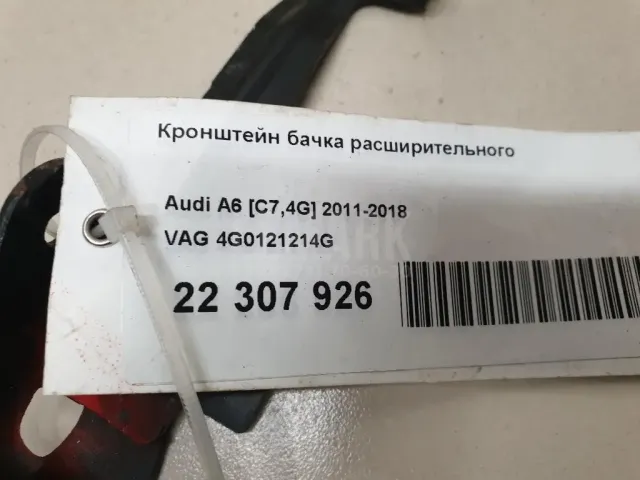 Кронштейн бачка расширительного
Audi A6 [C7,4G] 2011-2018
VAG 4G0121214G
22 307 926